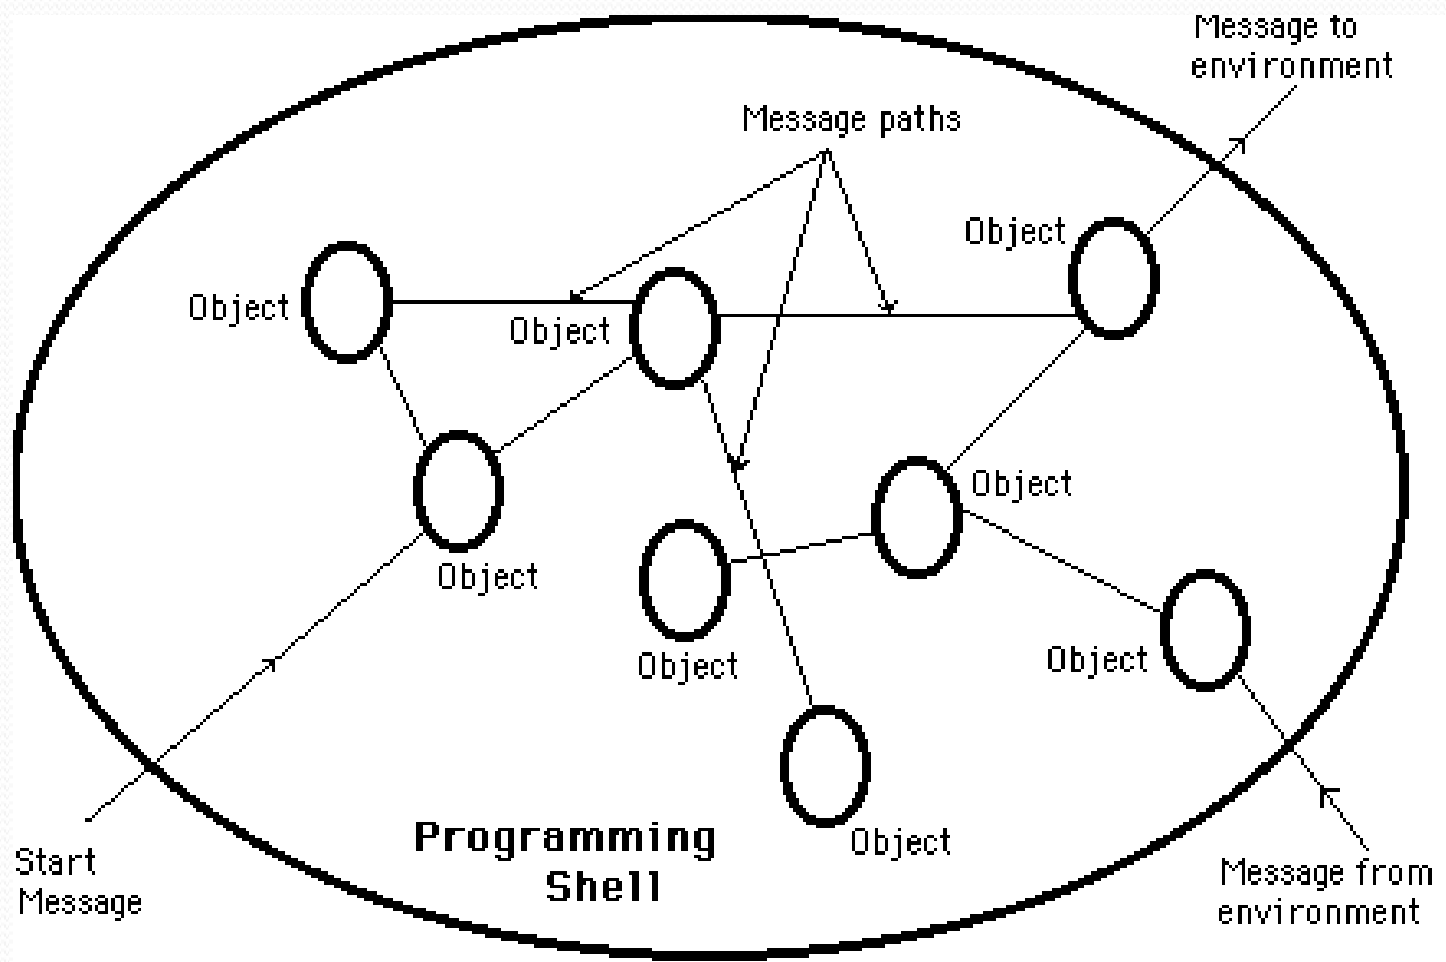 Message to
environment
Message paths
Object
Object
Object
Object
Object
Object
Object
Object
Programming
Shell
Start
Message
Message from
environment